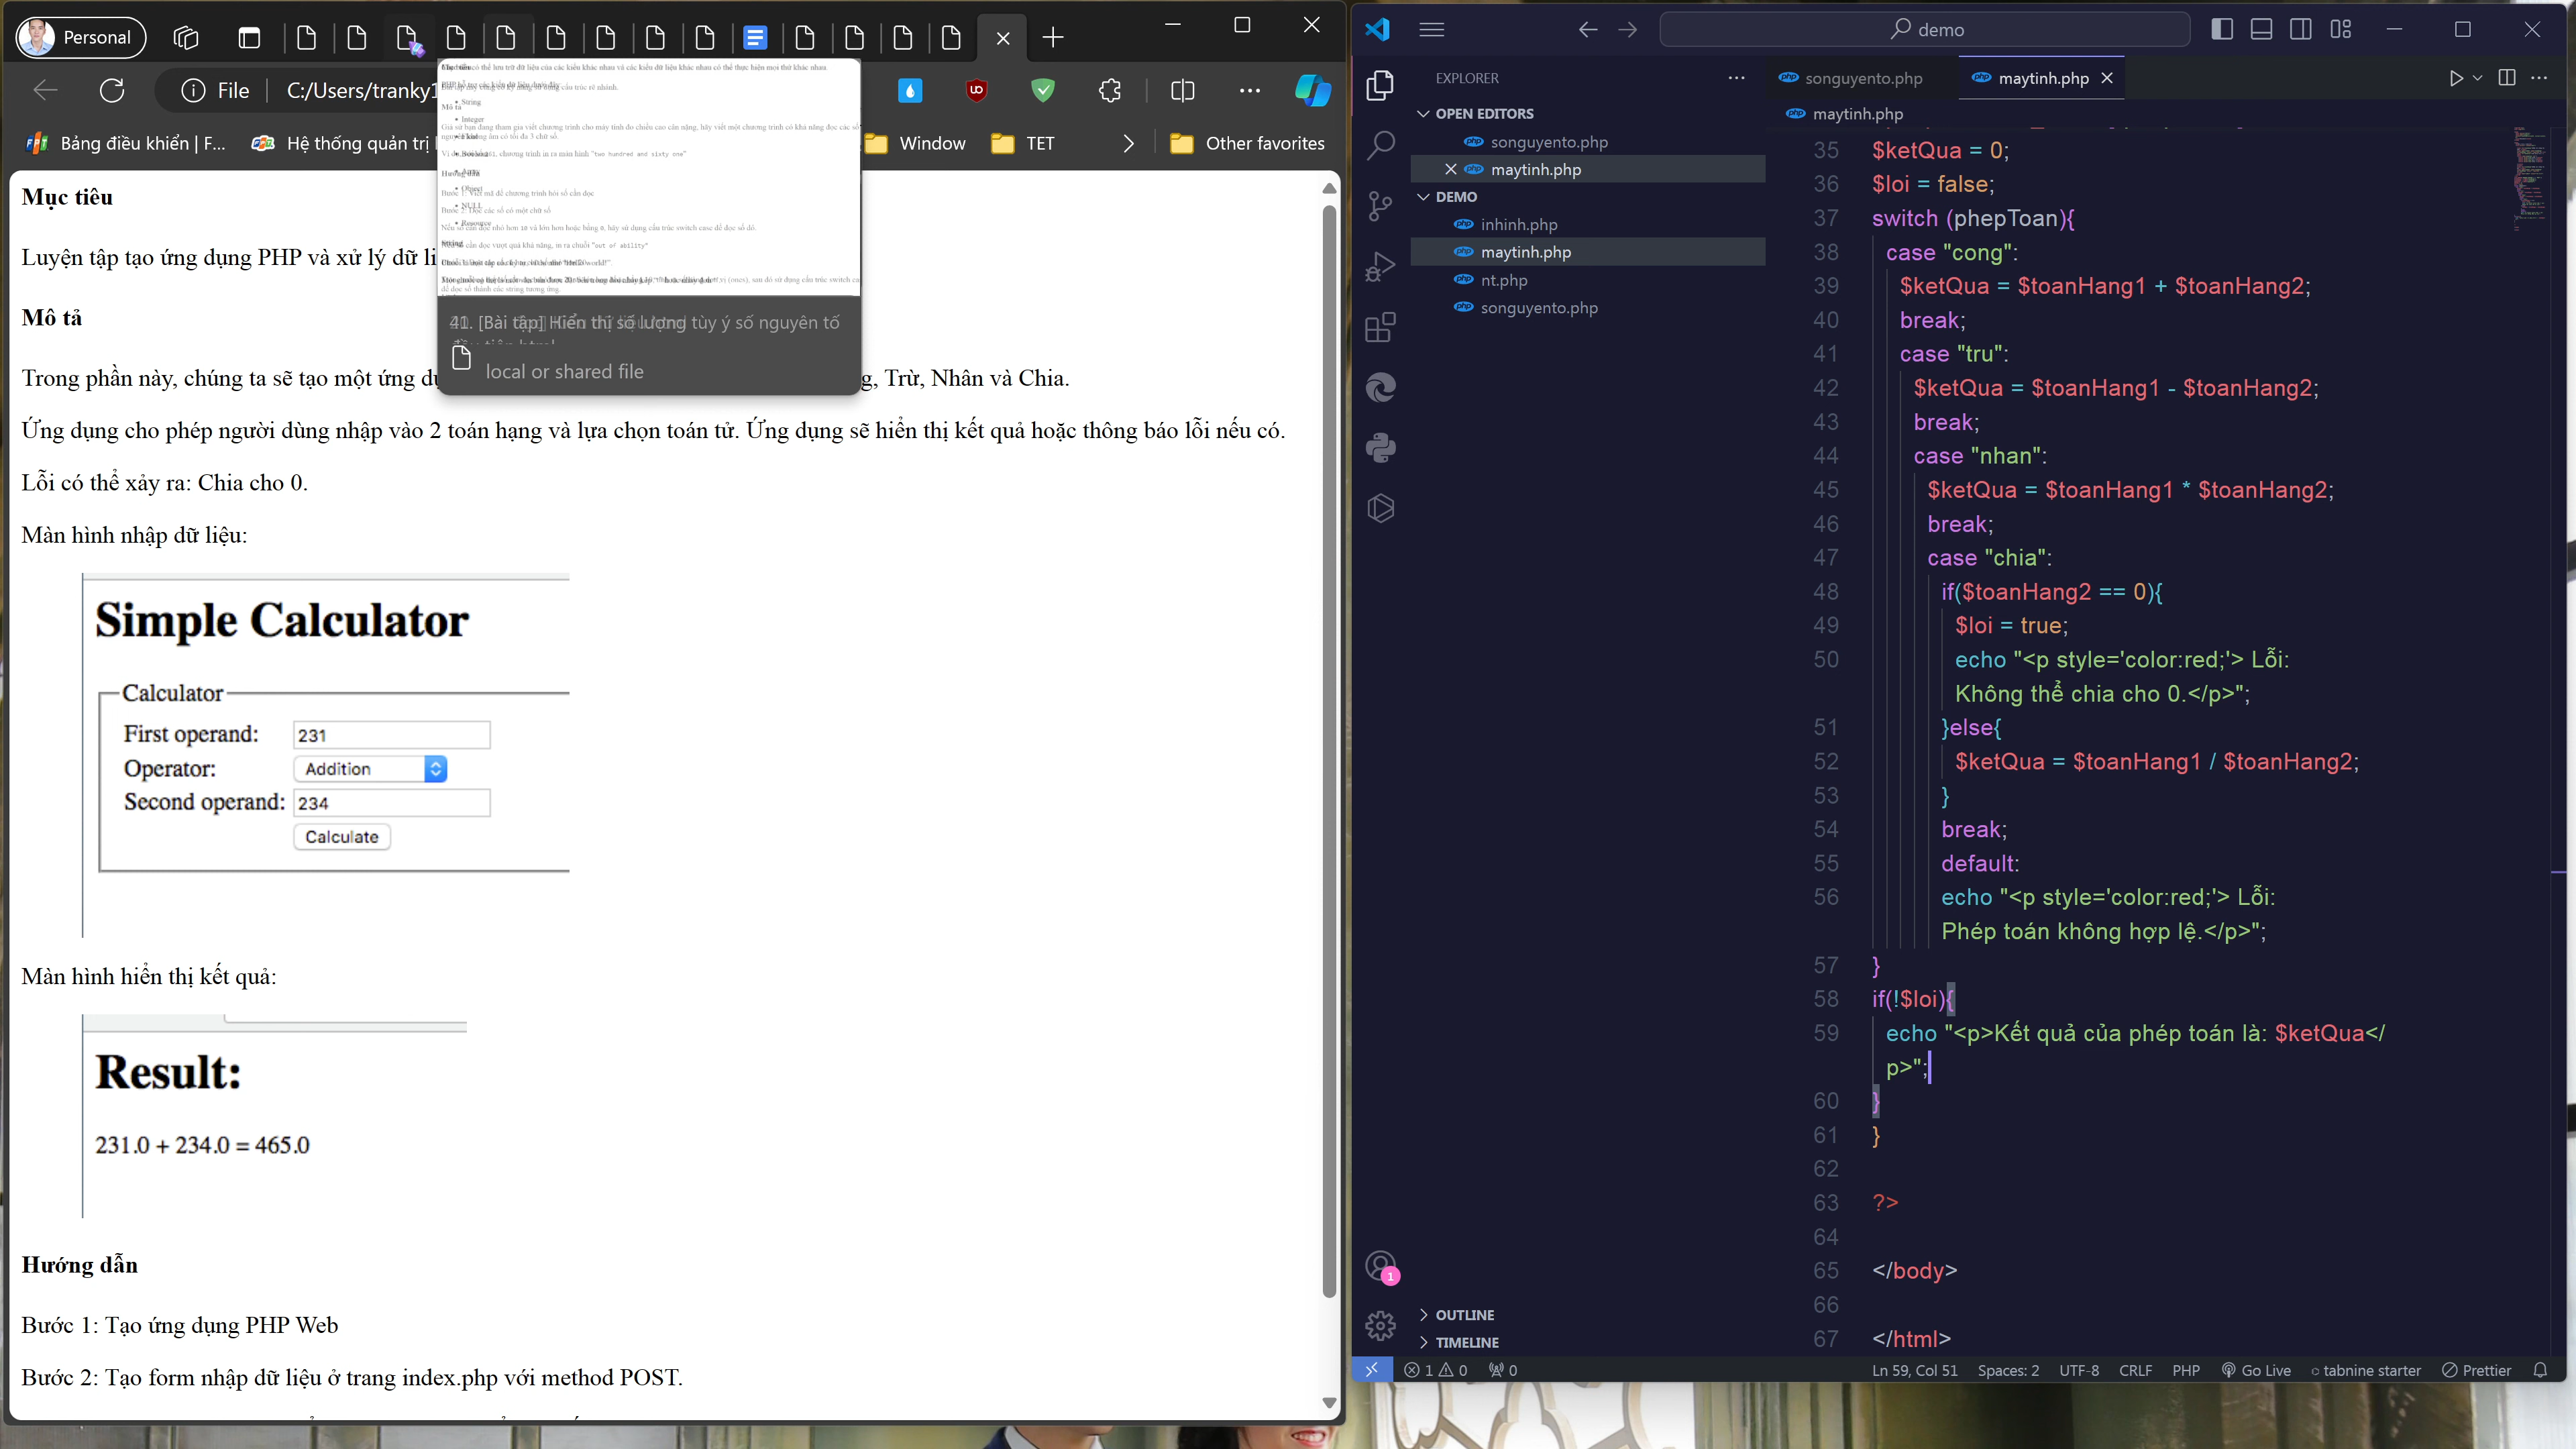 Personal
File
C:/Users/tranky1
Bảng điều khiển | F...
Hệ thống quản trị
Window
TET
Other favorites
Mục tiêu
Luyện tập tạo ứng dụng PHP và xử lý dữ li
Mô tả
Trong phần này, chúng ta sẽ tạo một ứng dụ
g, Trừ, Nhân và Chia.
local or shared file
Ứng dụng cho phép người dùng nhập vào 2 toán hạng và lựa chọn toán tử. Ứng dụng sẽ hiển thị kết quả hoặc thông báo lỗi nếu có.
Lỗi có thể xảy ra: Chia cho 0.
Màn hình nhập dữ liệu:
Simple Calculator
Calculator
First operand: 231
Operator: Addition
Second operand: 234
Calculate
Màn hình hiển thị kết quả:
Result:
231.0 + 234.0 = 465.0
Hướng dẫn
Bước 1: Tạo ứng dụng PHP Web
Bước 2: Tạo form nhập dữ liệu ở trang index.php với method POST.
demo
EXPLORER
OPEN EDITORS
songuyento.php
maytinh.php
DEMO
inhinh.php
maytinh.php
nt.php
songuyento.php
OUTLINE
TIMELINE
songuyento.php
maytinh.php
maytinh.php
35 $ketQua = 0;
36 $loi = false;
37 switch (phepToan){
38 case "cong":
39 $ketQua = $toanHang1 + $toanHang2;
40 break;
41 case "tru":
42 $ketQua = $toanHang1 - $toanHang2;
43 break;
44 case "nhan":
45 $ketQua = $toanHang1 * $toanHang2;
46 break;
47 case "chia":
48 if($toanHang2 == 0){
49 $loi = true;
50 echo "<p style='color:red;'> Lỗi:
Không thể chia cho 0.</p>";
51 }else{
52 $ketQua = $toanHang1 / $toanHang2;
53 }
54 break;
55 default:
56 echo "<p style='color:red;'> Lỗi:
Phép toán không hợp lệ.</p>";
57 }
58 if(!$loi){
59 echo "<p>Kết quả của phép toán là: $ketQua</
p>";
60 }
61 }
62
63 ?>
64
65 </body>
66
67 </html>
1
1 0
0
Ln 59, Col 51
Spaces: 2
UTF-8
CRLF
PHP
Go Live
tabnine starter
Prettier